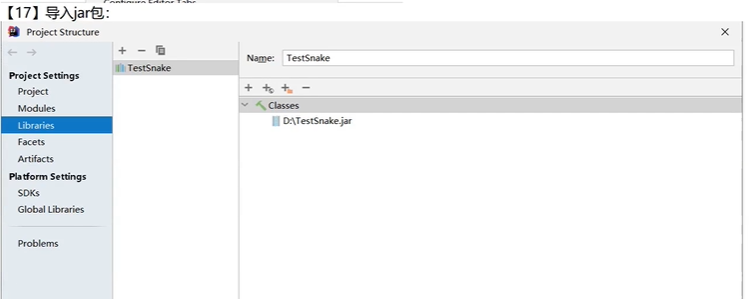 Configure Editor Tabs
【17】导入jar包：
Project Structure
Name: TestSnake
Project Settings
TestSnake
Project
Modules
Classes
Libraries
D:\TestSnake.jar
Facets
Artifacts
Platform Settings
SDKs
Global Libraries
Problems